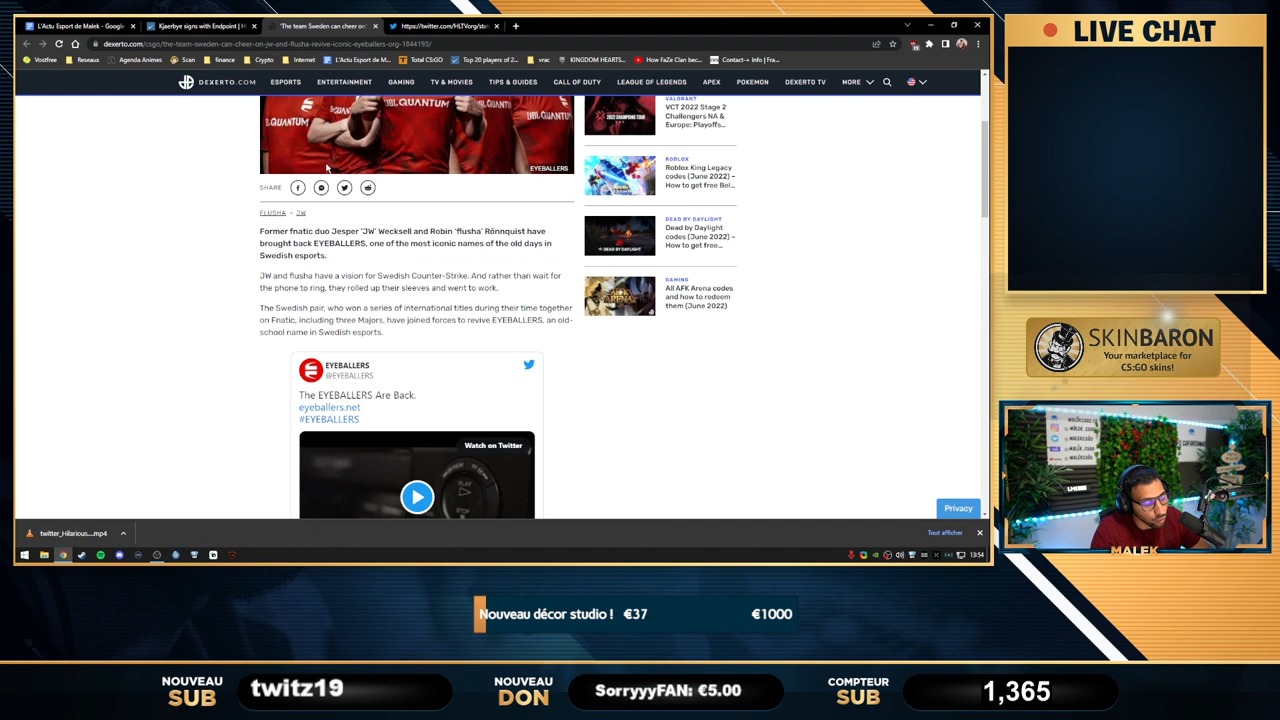 L'Actu Esport de Malek - Google
Kjaerbye signs with Endpoint | H
'The team Sweden can cheer on'
https://twitter.com/HLTVorg/stat
dexerto.com/csgo/the-team-sweden-can-cheer-on-jw-and-flusha-revive-iconic-eyeballers-org-1844193/
Vostfree
Reseaux
Agenda Animes
Scan
finance
Crypto
Internet
L'Actu Esport de M...
Total CS:GO
Top 20 players of 2...
vrac
KINGDOM HEARTS...
How FaZe Clan bec...
Contact-+ Info | Fra...
DEXERTO.COM
ESPORTS
ENTERTAINMENT
GAMING
TV & MOVIES
TIPS & GUIDES
CALL OF DUTY
LEAGUE OF LEGENDS
APEX
POKEMON
DEXERTO TV
MORE
EYEBALLERS
SHARE
FLUSHA • JW
Former fnatic duo Jesper 'JW' Wecksell and Robin 'flusha' Rönnquist have
brought back EYEBALLERS, one of the most iconic names of the old days in
Swedish esports.
JW and flusha have a vision for Swedish Counter-Strike. And rather than wait for
the phone to ring, they rolled up their sleeves and went to work.
The Swedish pair, who won a series of international titles during their time together
on Fnatic, including three Majors, have joined forces to revive EYEBALLERS, an old-
school name in Swedish esports.
EYEBALLERS
@EYEBALLERS
The EYEBALLERS Are Back.
eyeballers.net
#EYEBALLERS
Watch on Twitter
PLAY
STOP
VALORANT
VCT 2022 Stage 2
Challengers NA &
Europe: Playoffs...
ROBLOX
Roblox King Legacy
codes (June 2022) –
How to get free Bel...
DEAD BY DAYLIGHT
Dead by Daylight
codes (June 2022) –
How to get free...
GAMING
All AFK Arena codes
and how to redeem
them (June 2022)
Privacy
twitter_Hilarious....mp4
Tout afficher
13:54
LIVE CHAT
SKINBARON
Your marketplace for
CS:GO skins!
MALEK
Nouveau décor studio ! €37
€1000
NOUVEAU
SUB
twitz19
NOUVEAU
DON
SorryyyFAN: €5.00
COMPTEUR
SUB
1,365